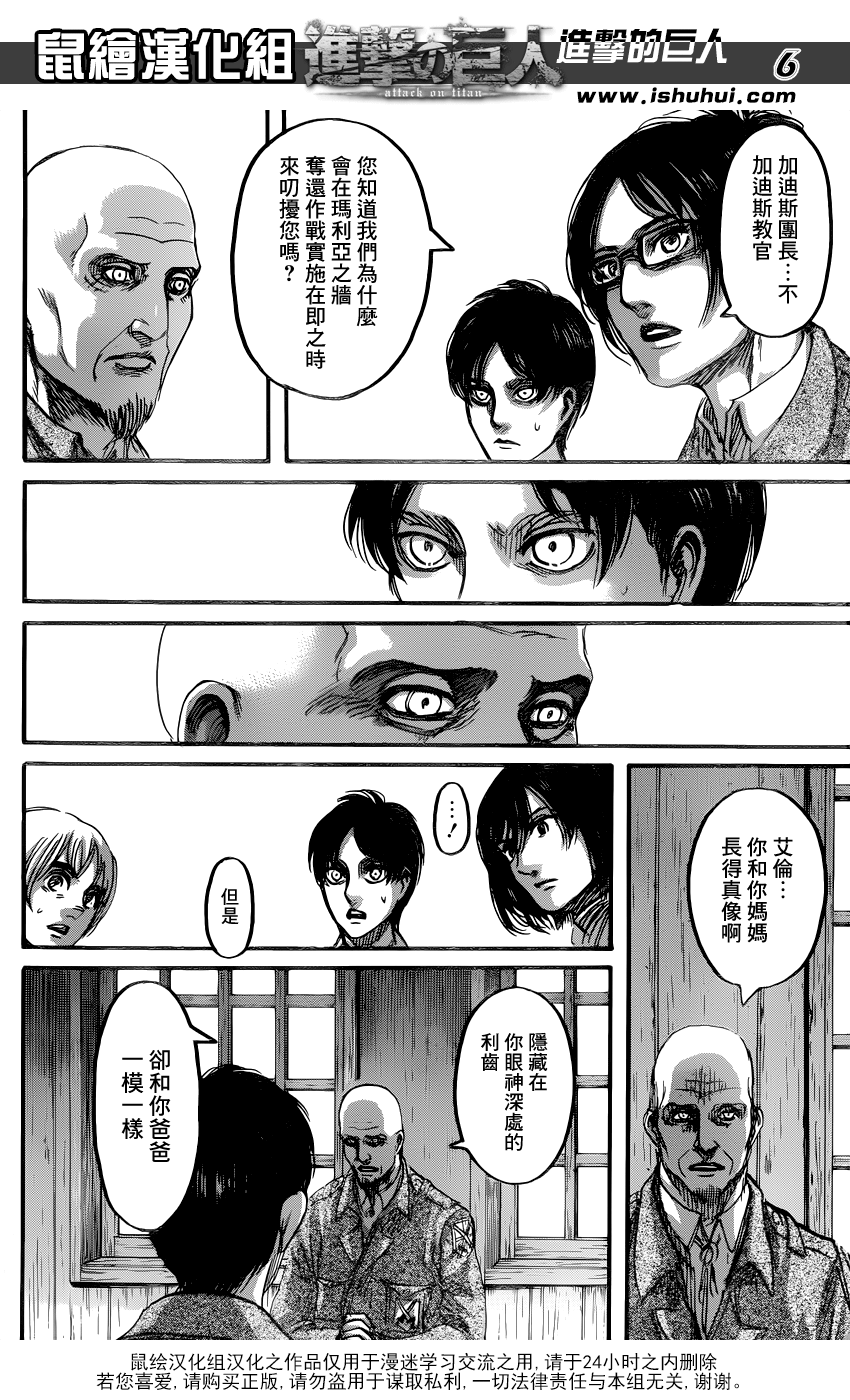 鼠繪漢化組
進撃の巨人
attack on titan
進擊的巨人
6
www.ishuhui.com
加迪斯團長…不
加迪斯教官
您知道我們為什麼
會在瑪利亞之牆
奪還作戰實施在即之時
來叨擾您嗎？
艾倫…
你和你媽媽
長得真像啊
…！
但是
隱藏在
你眼神深處的
利齒
卻和你爸爸
一模一樣
鼠绘汉化组汉化之作品仅用于漫迷学习交流之用, 请于24小时之内删除
若您喜爱, 请购买正版, 请勿盗用于谋取私利, 一切法律责任与本组无关, 谢谢。